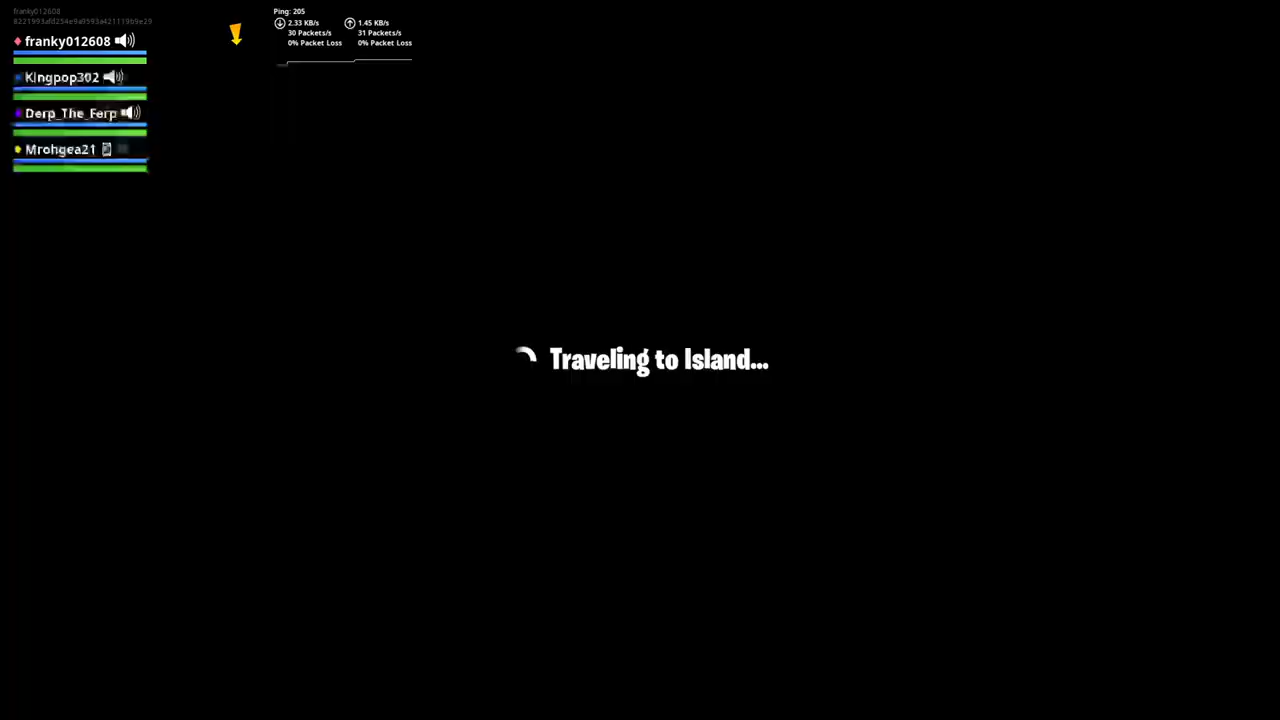 franky012608
franky012608
Kingpop302
Derp_The_Ferp
Mrohgea21
Ping: 205
2.33 KB/s 1.45 KB/s
30 Packets/s 31 Packets/s
0% Packet Loss 0% Packet Loss
Traveling to Island...